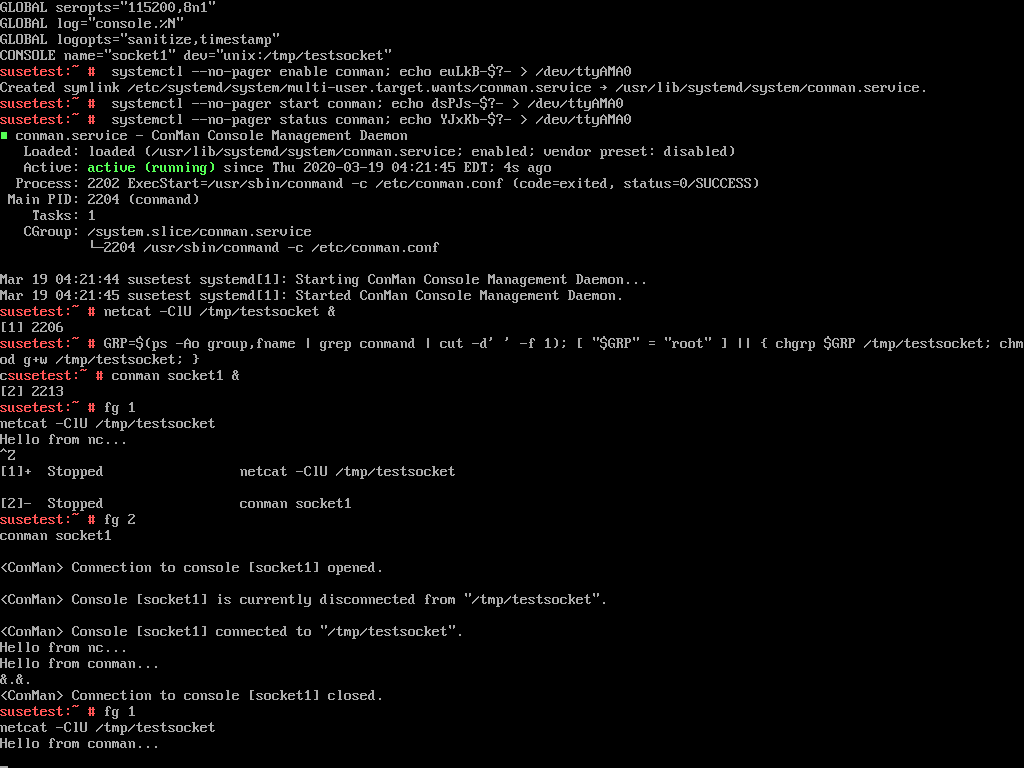 GLOBAL seropts="115200,8n1"
GLOBAL log="console.%N"
GLOBAL logopts="sanitize,timestamp"
CONSOLE name="socket1" dev="unix:/tmp/testsocket"
susetest:~ #  systemctl --no-pager enable conman; echo euLkB-$?- > /dev/ttyAMA0
Created symlink /etc/systemd/system/multi-user.target.wants/conman.service → /usr/lib/systemd/system/conman.service.
susetest:~ #  systemctl --no-pager start conman; echo dsPJs-$?- > /dev/ttyAMA0
susetest:~ #  systemctl --no-pager status conman; echo YJxKb-$?- > /dev/ttyAMA0
■ conman.service - ConMan Console Management Daemon
   Loaded: loaded (/usr/lib/systemd/system/conman.service; enabled; vendor preset: disabled)
   Active: active (running) since Thu 2020-03-19 04:21:45 EDT; 4s ago
  Process: 2202 ExecStart=/usr/sbin/conmand -c /etc/conman.conf (code=exited, status=0/SUCCESS)
 Main PID: 2204 (conmand)
    Tasks: 1
   CGroup: /system.slice/conman.service
           └─2204 /usr/sbin/conmand -c /etc/conman.conf
Mar 19 04:21:44 susetest systemd[1]: Starting ConMan Console Management Daemon...
Mar 19 04:21:45 susetest systemd[1]: Started ConMan Console Management Daemon.
susetest:~ # netcat -ClU /tmp/testsocket &
[1] 2206
susetest:~ # GRP=$(ps -Ao group,fname | grep conmand | cut -d' ' -f 1); [ "$GRP" = "root" ] || { chgrp $GRP /tmp/testsocket; chm
od g+w /tmp/testsocket; }
csusetest:~ # conman socket1 &
[2] 2213
susetest:~ # fg 1
netcat -ClU /tmp/testsocket
Hello from nc...
^Z
[1]+  Stopped                 netcat -ClU /tmp/testsocket
[2]-  Stopped                 conman socket1
susetest:~ # fg 2
conman socket1
<ConMan> Connection to console [socket1] opened.
<ConMan> Console [socket1] is currently disconnected from "/tmp/testsocket".
<ConMan> Console [socket1] connected to "/tmp/testsocket".
Hello from nc...
Hello from conman...
&.&.
<ConMan> Connection to console [socket1] closed.
susetest:~ # fg 1
netcat -ClU /tmp/testsocket
Hello from conman...